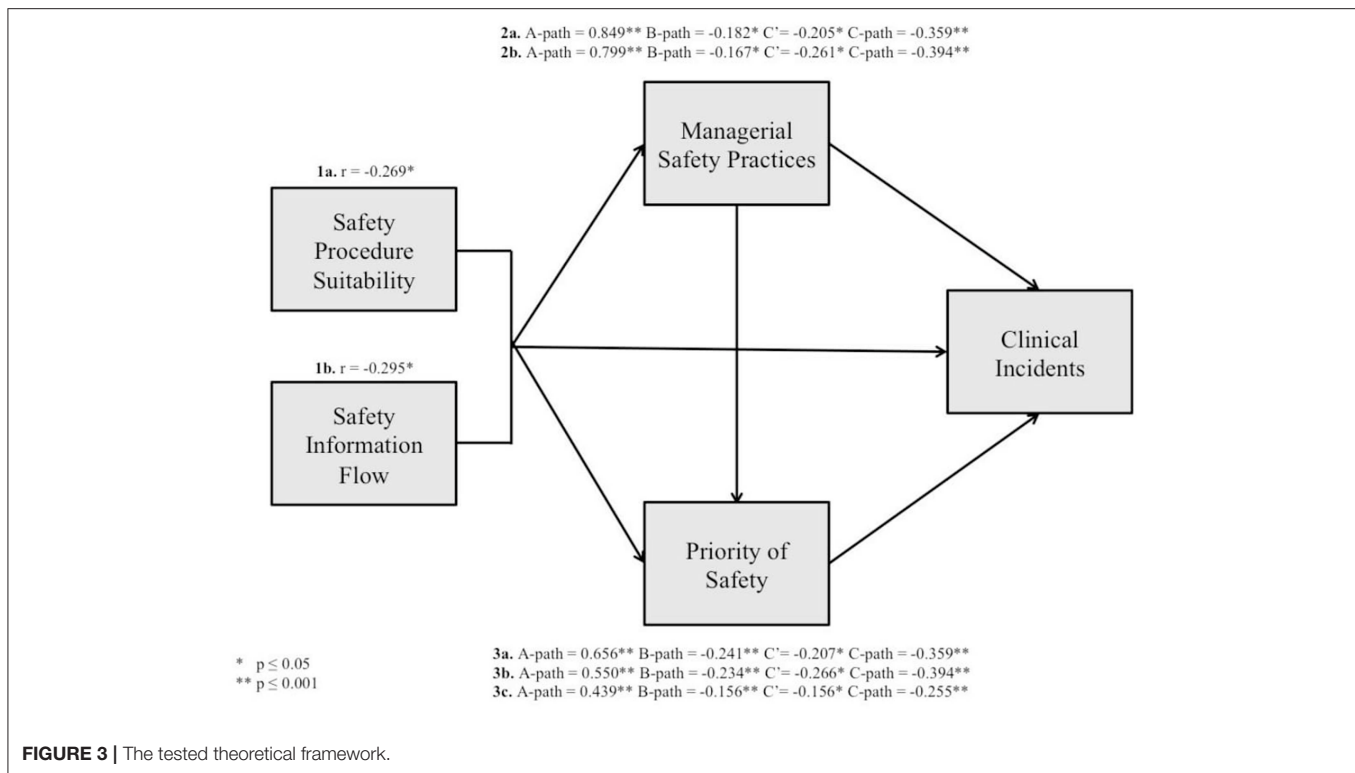 2a. A-path = 0.849** B-path = -0.182* C'= -0.205* C-path = -0.359**
2b. A-path = 0.799** B-path = -0.167* C'= -0.261* C-path = -0.394**
Managerial
Safety Practices
1a. r = -0.269*
Safety
Procedure
Suitability
1b. r = -0.295*
Safety
Information
Flow
Clinical
Incidents
Priority of
Safety
3a. A-path = 0.656** B-path = -0.241** C'= -0.207* C-path = -0.359**
3b. A-path = 0.550** B-path = -0.234** C'= -0.266* C-path = -0.394**
3c. A-path = 0.439** B-path = -0.156** C'= -0.156* C-path = -0.255**
* p ≤ 0.05
** p ≤ 0.001
FIGURE 3 | The tested theoretical framework.